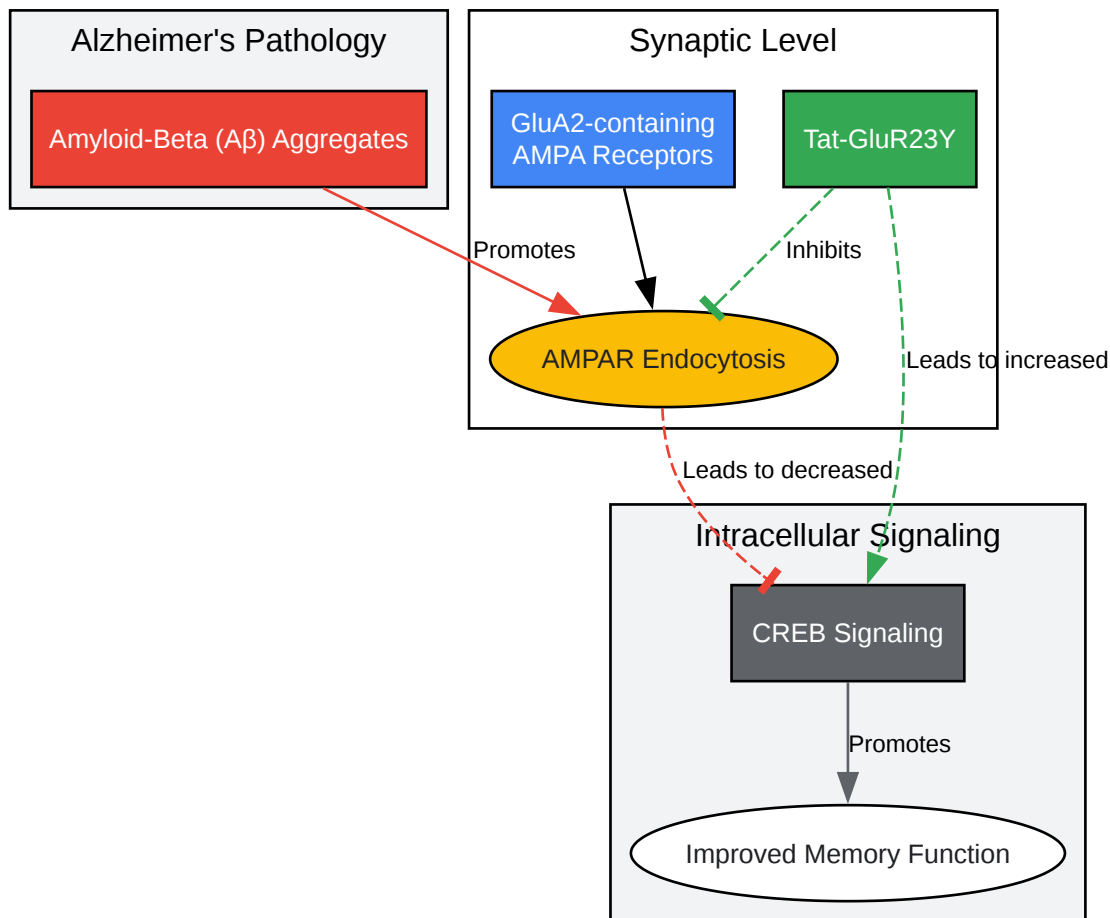 Alzheimer's Pathology
Amyloid-Beta (Aβ) Aggregates
Synaptic Level
GluA2-containing
AMPA Receptors
Tat-GluR23Y
Promotes
Inhibits
AMPAR Endocytosis
Leads to increased
Leads to decreased
Intracellular Signaling
CREB Signaling
Promotes
Improved Memory Function